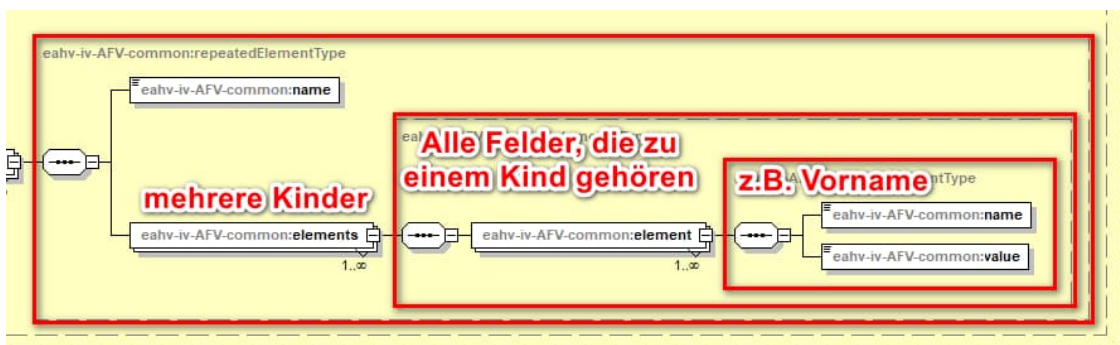 eahv-iv-AFV-common:repeatedElementType
eahv-iv-AFV-common:name
Alle Felder, die zu
einem Kind gehören
z.B. Vorname
mehrere Kinder
eahv-iv-AFV-common:name
eahv-iv-AFV-common:elements
eahv-iv-AFV-common:element
eahv-iv-AFV-common:value
1..∞
1..∞